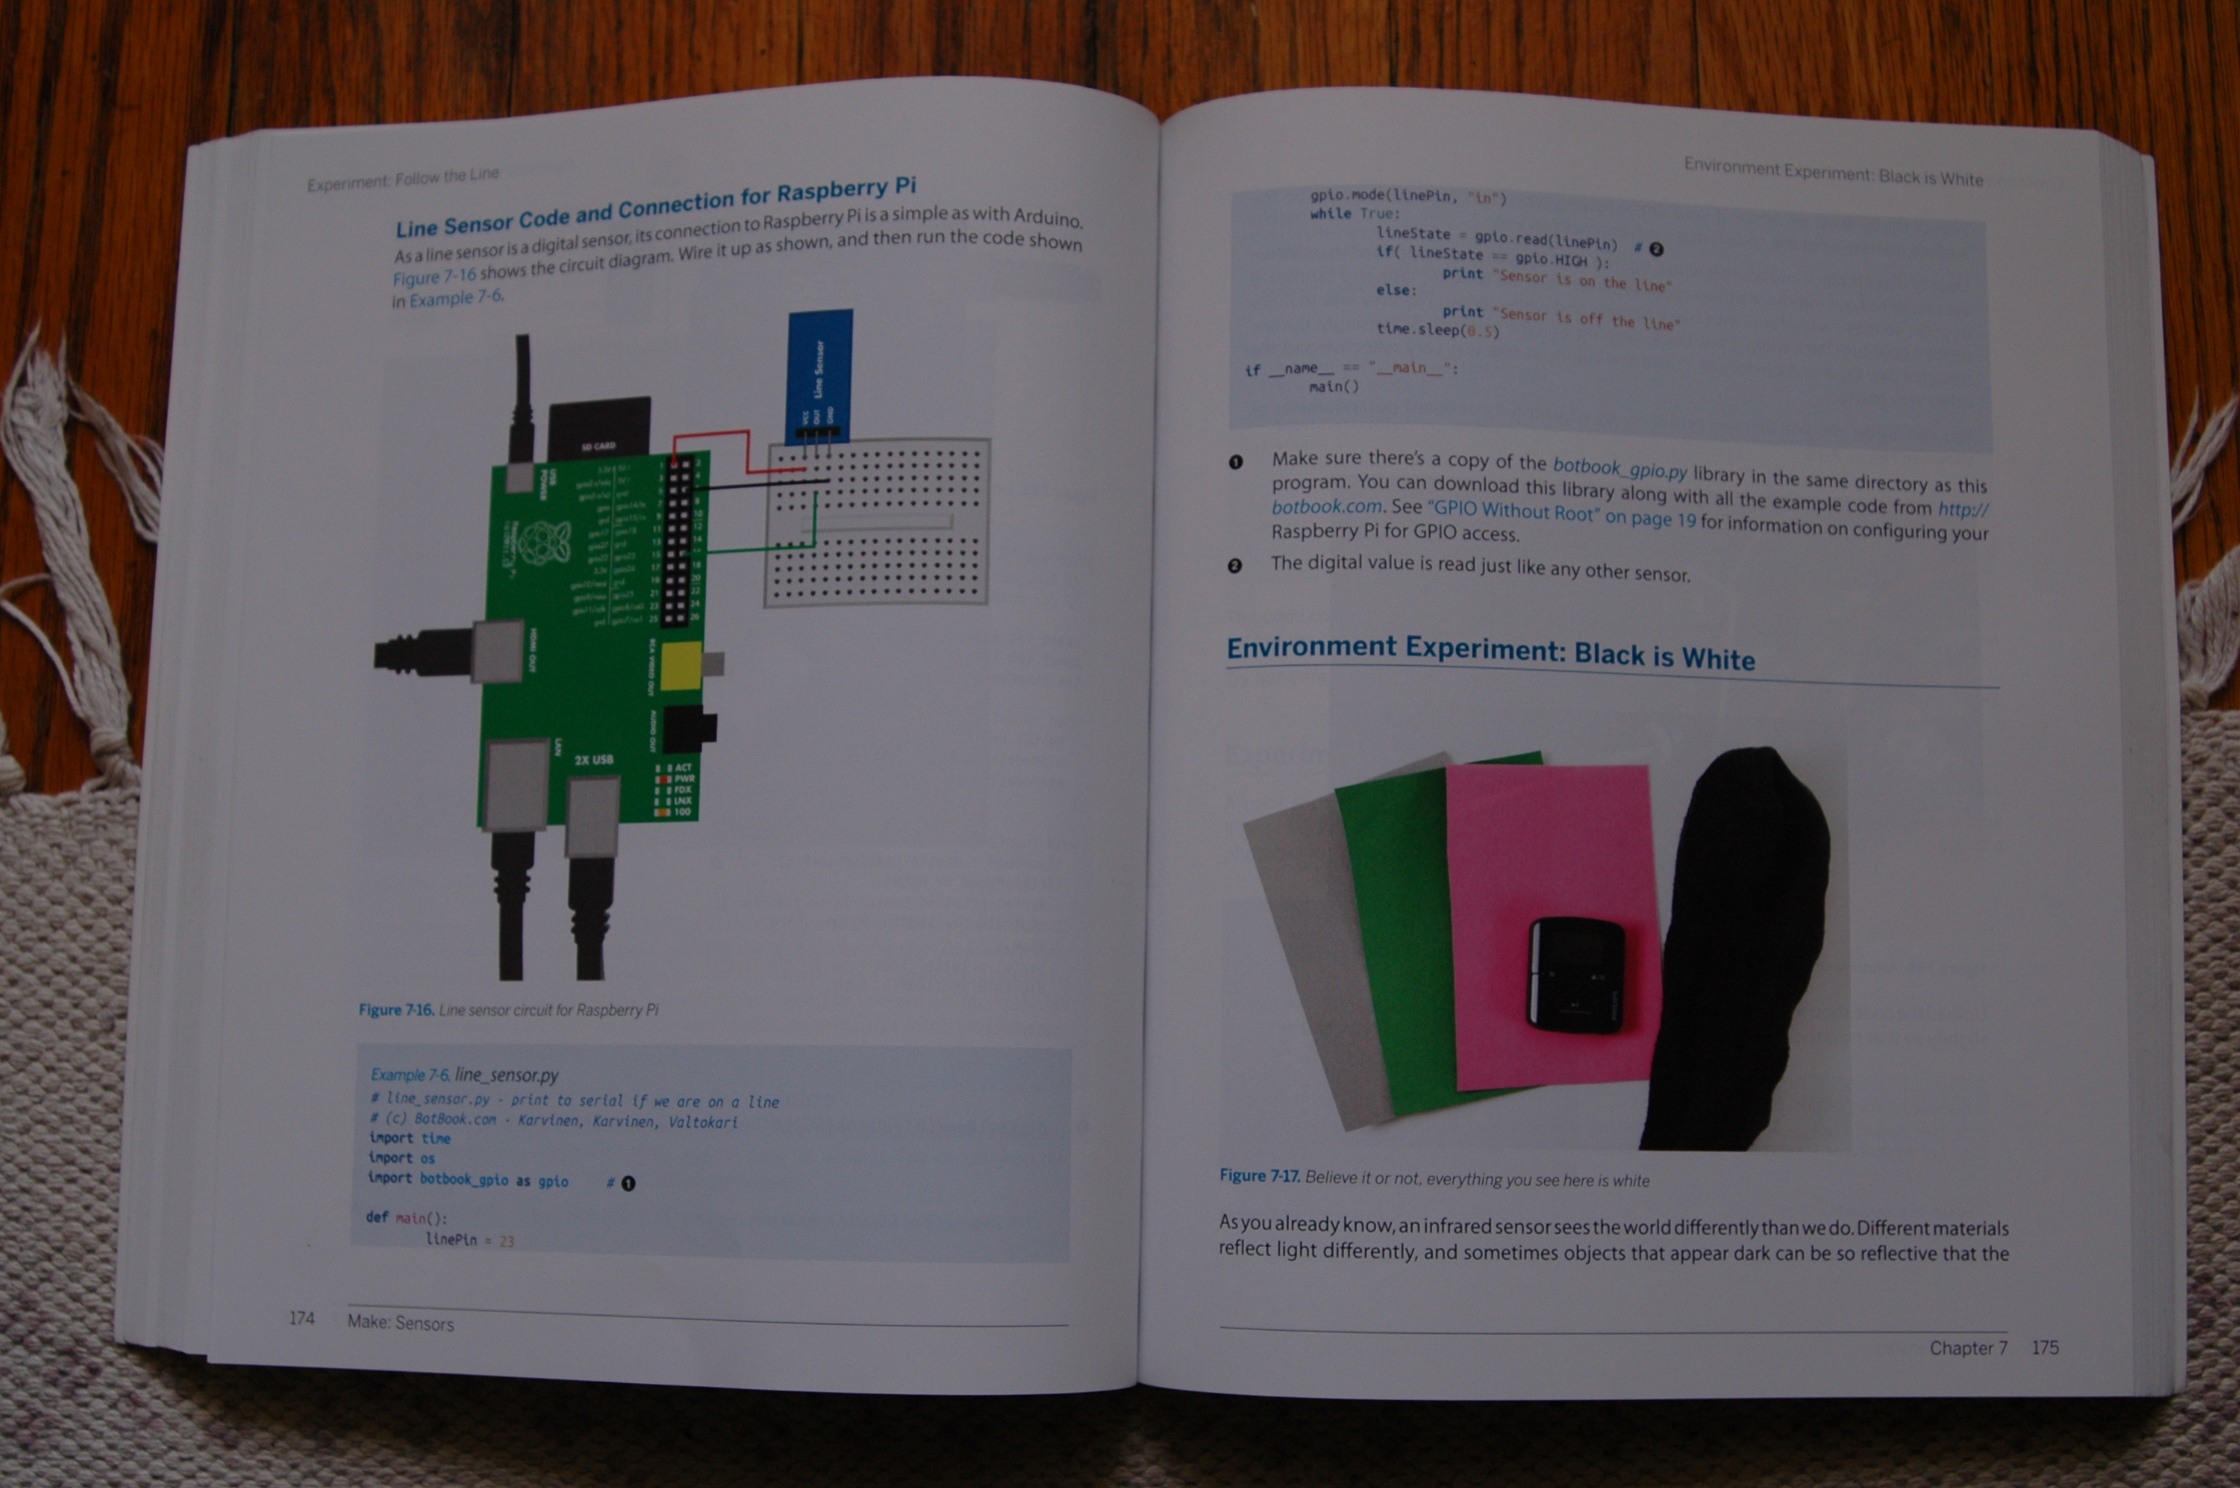 Experiment: Follow the Line
Line Sensor Code and Connection for Raspberry Pi
As a line sensor is a digital sensor, its connection to Raspberry Pi is a simple as with Arduino.
Figure 7-16 shows the circuit diagram. Wire it up as shown, and then run the code shown
in Example 7-6.
Line Sensor
VCC
OUT
GND
SD CARD
USB
POWER
Raspberry Pi
HDMI OUT
RCA VIDEO OUT
AUDIO OUT
ACT
PWR
FDX
LNK
100
LAN
2X USB
Figure 7-16. Line sensor circuit for Raspberry Pi
Example 7-6. line_sensor.py
# line_sensor.py - print to serial if we are on a line
# (c) BotBook.com - Karvinen, Karvinen, Valtokari
import time
import os
import botbook_gpio as gpio # ❶
def main():
linePin = 23
174 Make: Sensors
Environment Experiment: Black is White
gpio.mode(linePin, "in")
while True:
lineState = gpio.read(linePin) # ❷
if( lineState == gpio.HIGH ):
print "Sensor is on the line"
else:
print "Sensor is off the line"
time.sleep(0.5)
if __name__ == "__main__":
main()
❶ Make sure there's a copy of the botbook_gpio.py library in the same directory as this
program. You can download this library along with all the example code from http://
botbook.com. See "GPIO Without Root" on page 19 for information on configuring your
Raspberry Pi for GPIO access.
❷ The digital value is read just like any other sensor.
Environment Experiment: Black is White
PHILIPS
Figure 7-17. Believe it or not, everything you see here is white
As you already know, an infrared sensor sees the world differently than we do. Different materials
reflect light differently, and sometimes objects that appear dark can be so reflective that the
Chapter 7 175